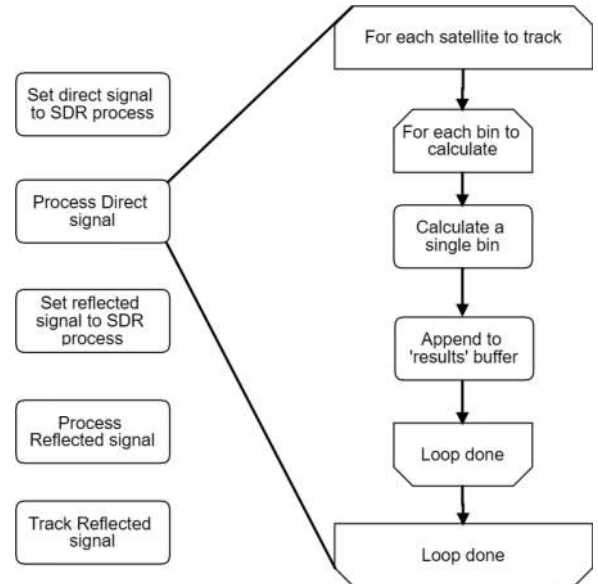 Set direct signal
to SDR process
Process Direct
signal
Set reflected
signal to SDR
process
Process
Reflected signal
Track Reflected
signal
For each satellite to track
For each bin to
calculate
Calculate a
single bin
Append to
'results' buffer
Loop done
Loop done